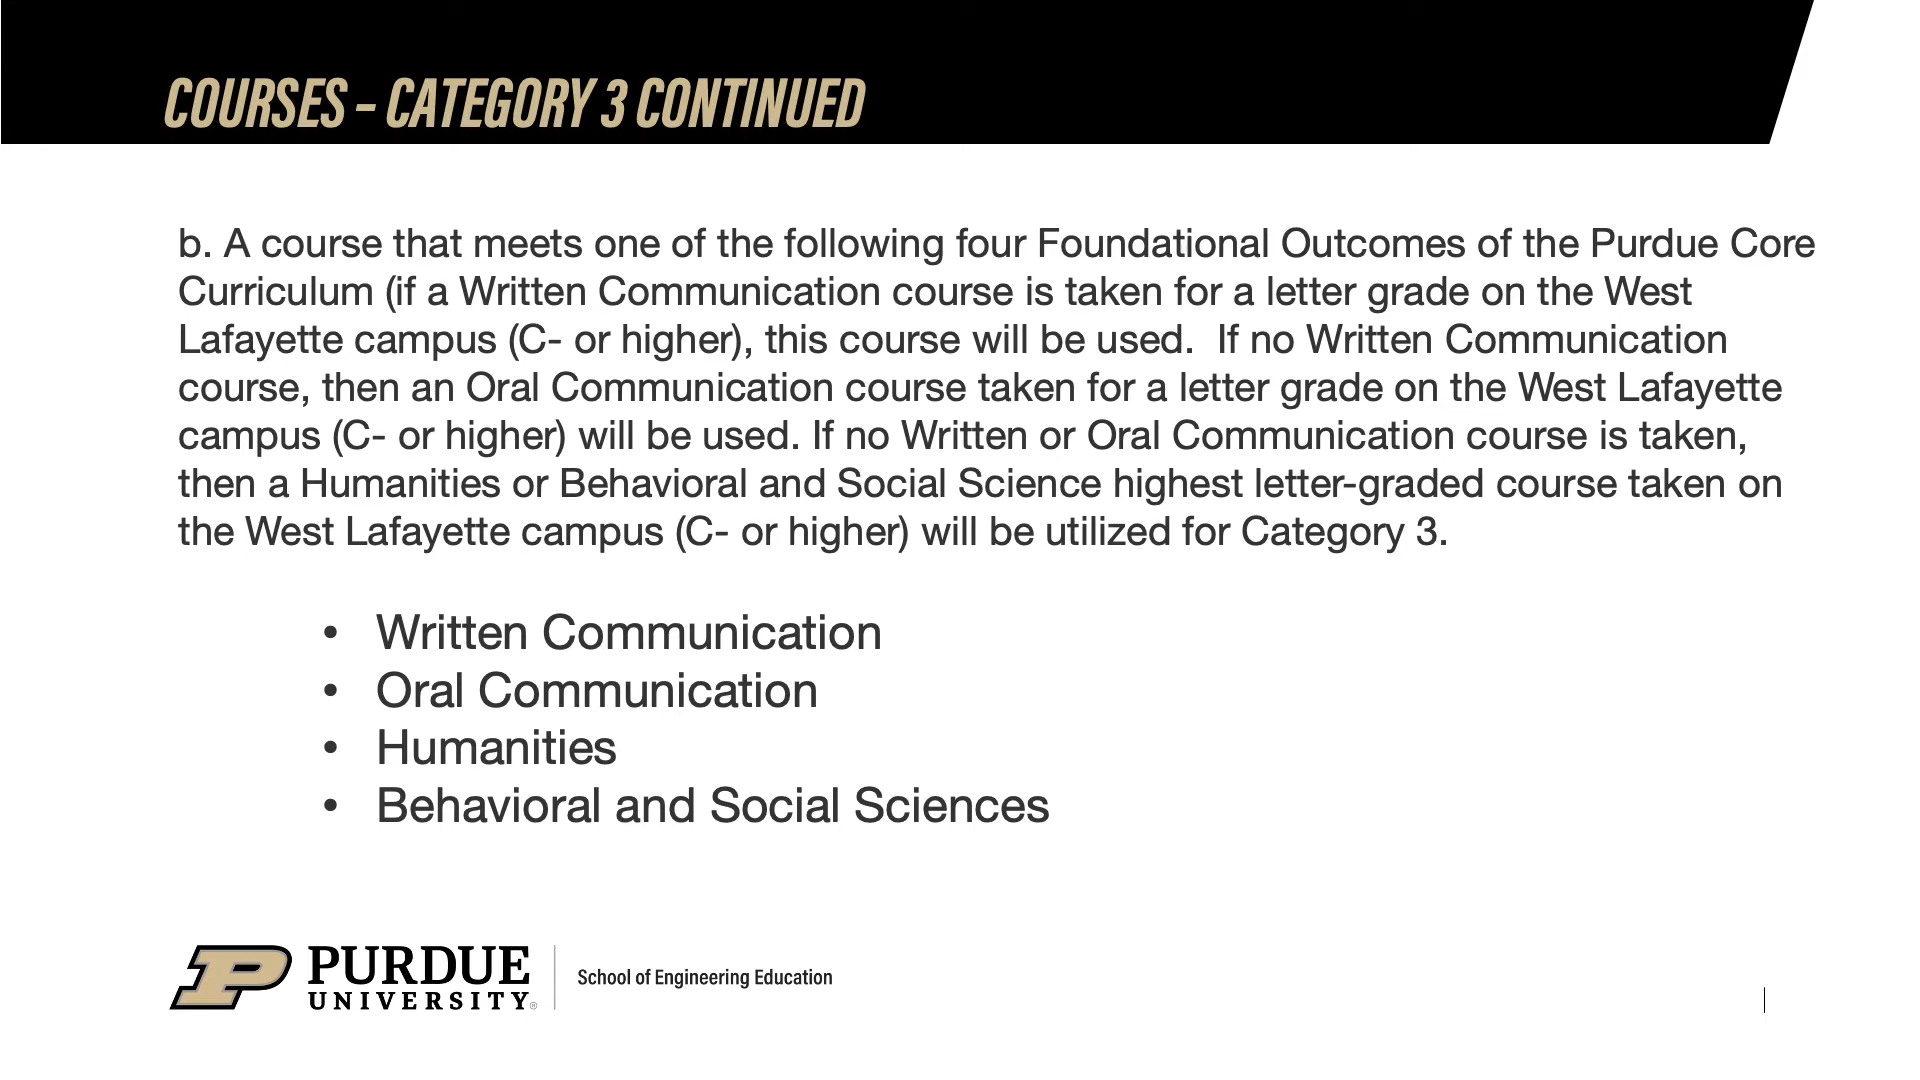 COURSES – CATEGORY 3 CONTINUED
b. A course that meets one of the following four Foundational Outcomes of the Purdue Core
Curriculum (if a Written Communication course is taken for a letter grade on the West
Lafayette campus (C- or higher), this course will be used.  If no Written Communication
course, then an Oral Communication course taken for a letter grade on the West Lafayette
campus (C- or higher) will be used. If no Written or Oral Communication course is taken,
then a Humanities or Behavioral and Social Science highest letter-graded course taken on
the West Lafayette campus (C- or higher) will be utilized for Category 3.
• Written Communication
• Oral Communication
• Humanities
• Behavioral and Social Sciences
P PURDUE
UNIVERSITY®
School of Engineering Education